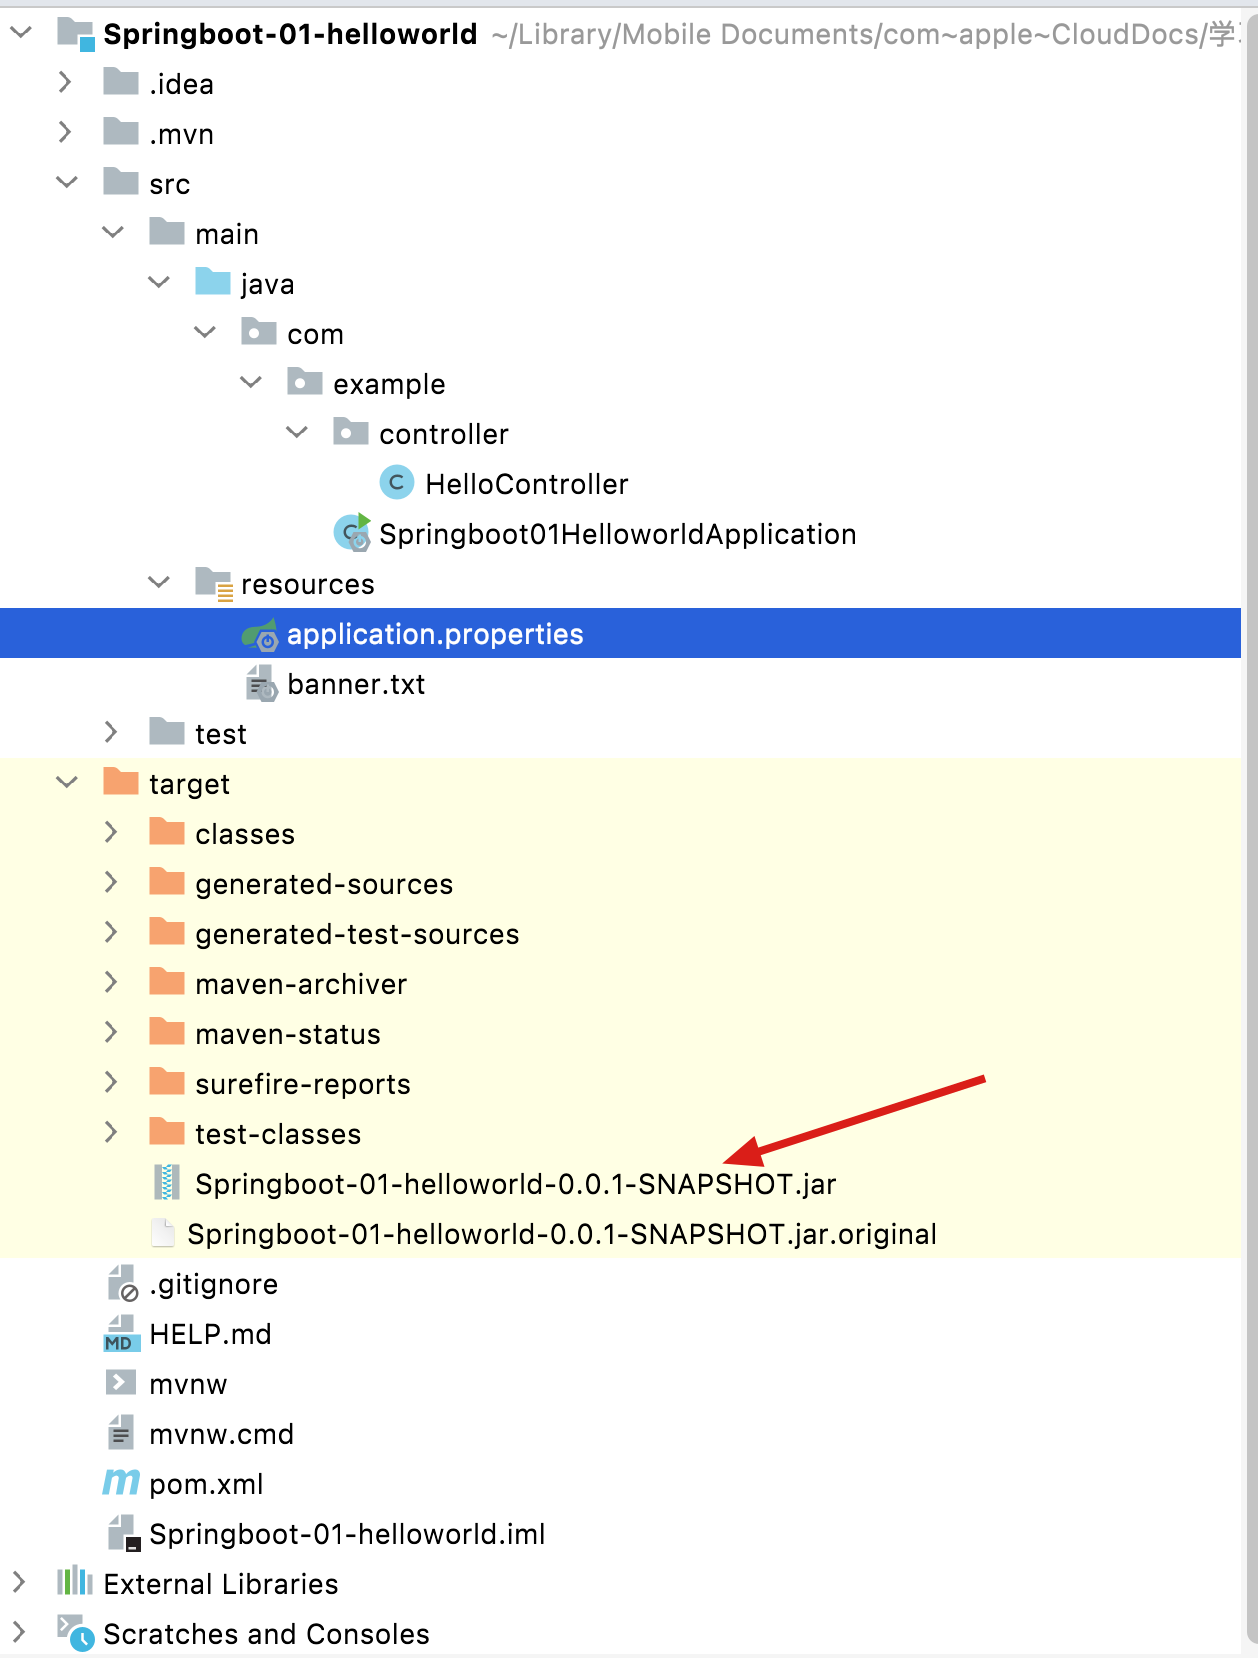 Springboot-01-helloworld ~/Library/Mobile Documents/com~apple~CloudDocs/学
.idea
.mvn
src
main
java
com
example
controller
C HelloController
C Springboot01HelloworldApplication
resources
application.properties
banner.txt
test
target
classes
generated-sources
generated-test-sources
maven-archiver
maven-status
surefire-reports
test-classes
Springboot-01-helloworld-0.0.1-SNAPSHOT.jar
Springboot-01-helloworld-0.0.1-SNAPSHOT.jar.original
.gitignore
MD HELP.md
mvnw
mvnw.cmd
m pom.xml
Springboot-01-helloworld.iml
External Libraries
Scratches and Consoles